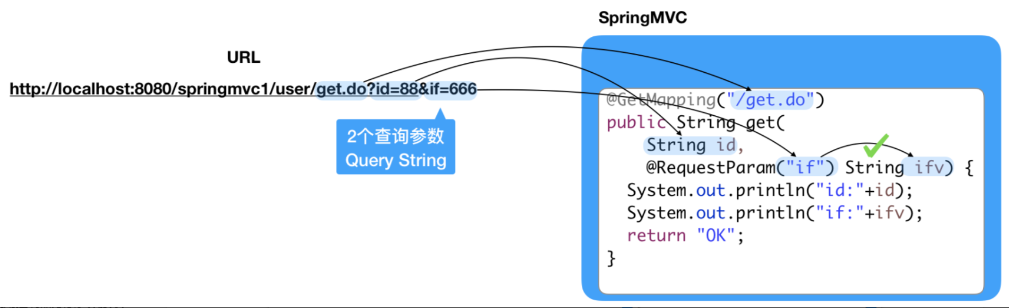 SpringMVC
URL
http://localhost:8080/springmvc1/user/get.do?id=88&if=666
2个查询参数
Query String
@GetMapping("/get.do")
public String get(
String id,
@RequestParam("if") String ifv) {
System.out.println("id:"+id);
System.out.println("if:"+ifv);
return "OK";
}